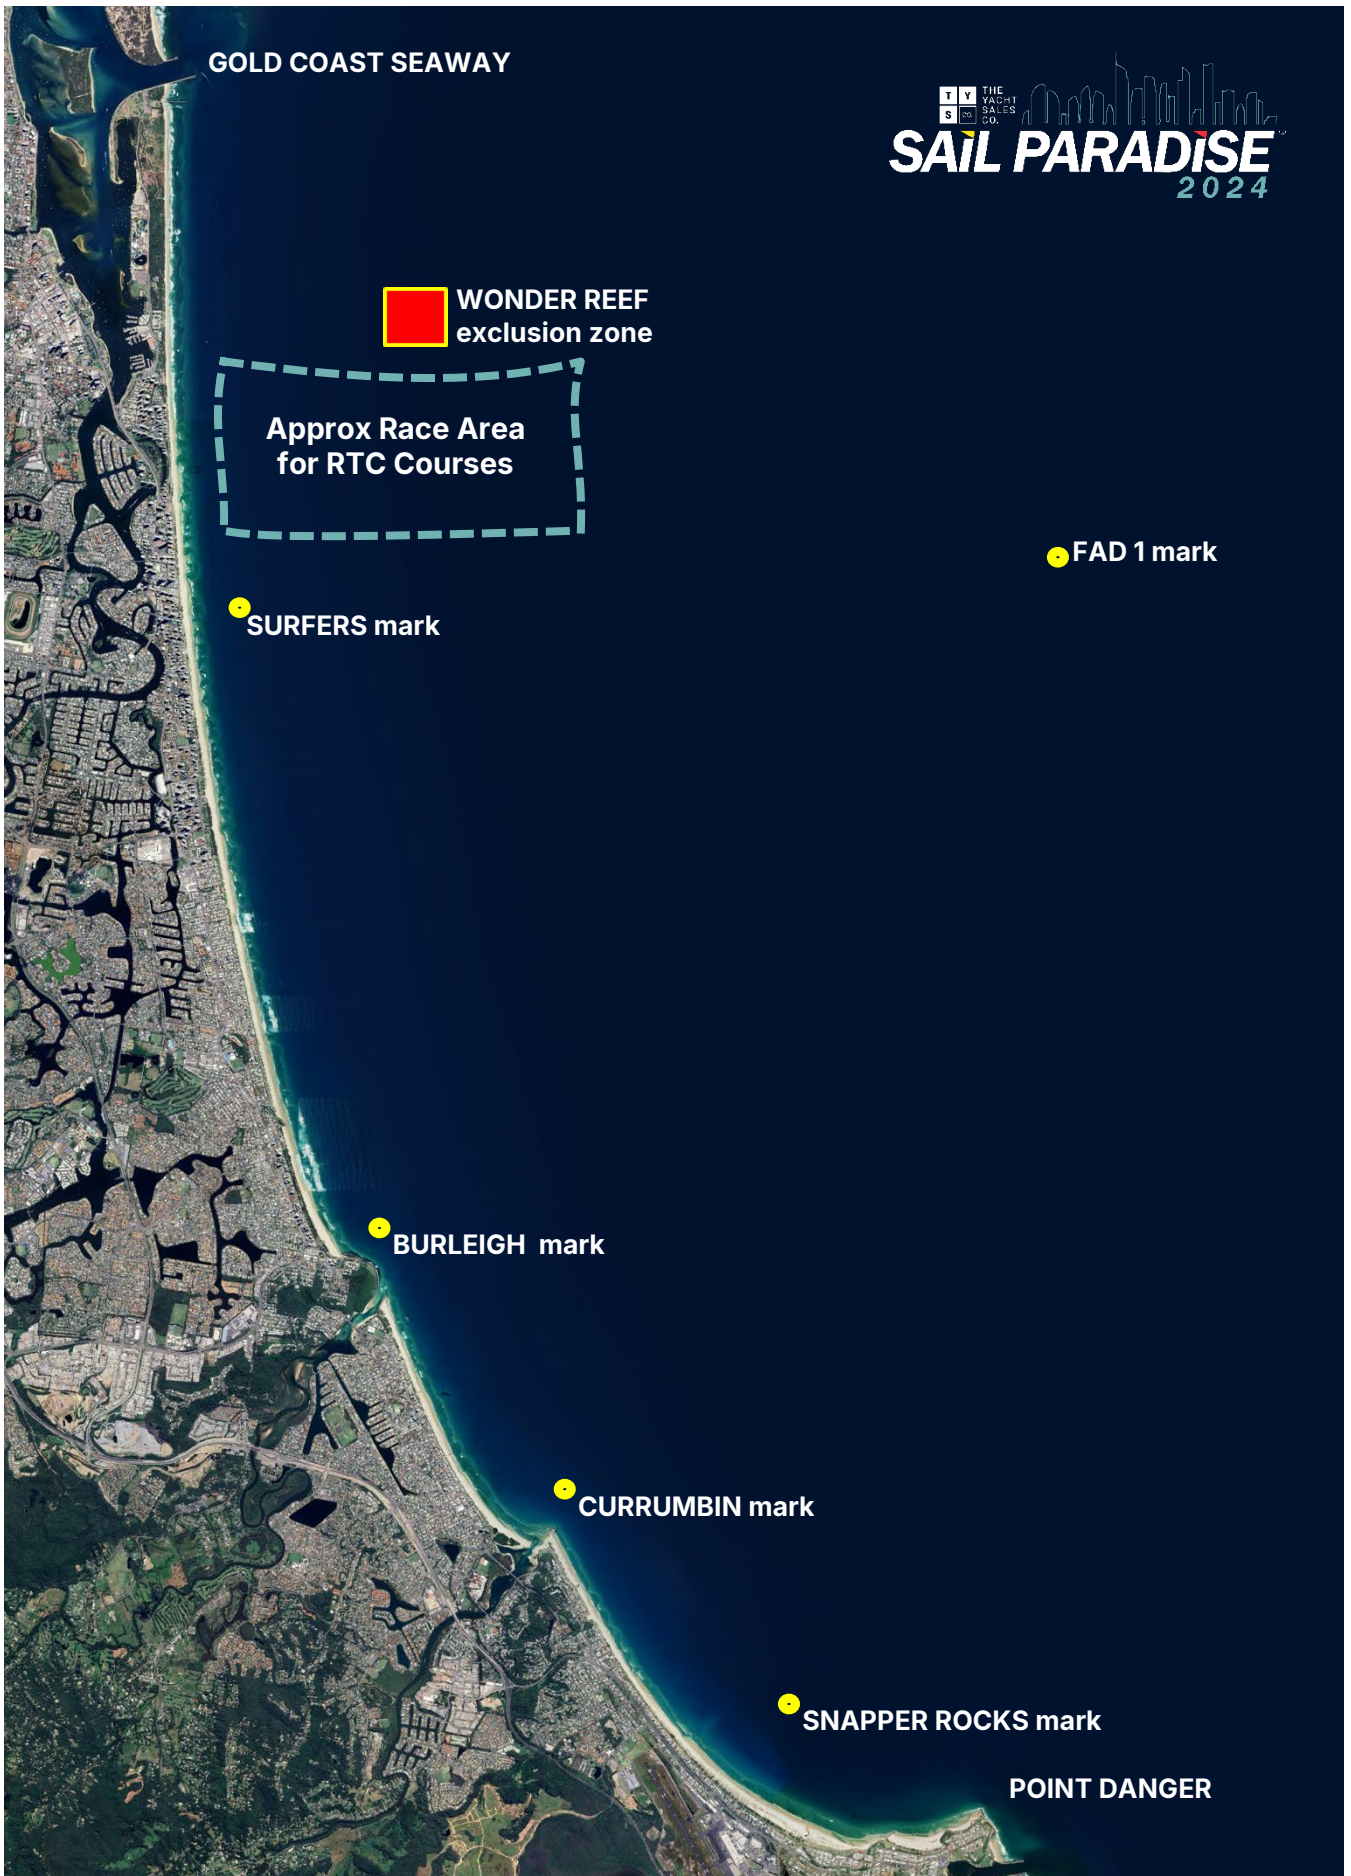 GOLD COAST SEAWAY
T Y S CO. THE
YACHT
SALES
CO.
SAIL PARADISE
2024
WONDER REEF
exclusion zone
Approx Race Area
for RTC Courses
FAD 1 mark
SURFERS mark
BURLEIGH  mark
CURRUMBIN mark
SNAPPER ROCKS mark
POINT DANGER